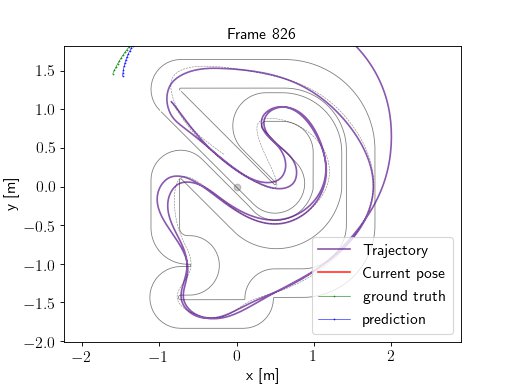 Frame 826
y [m]
1.5
1.0
0.5
0.0
−0.5
−1.0
−1.5
−2.0
−2
−1
0
1
2
x [m]
Trajectory
Current pose
ground truth
prediction